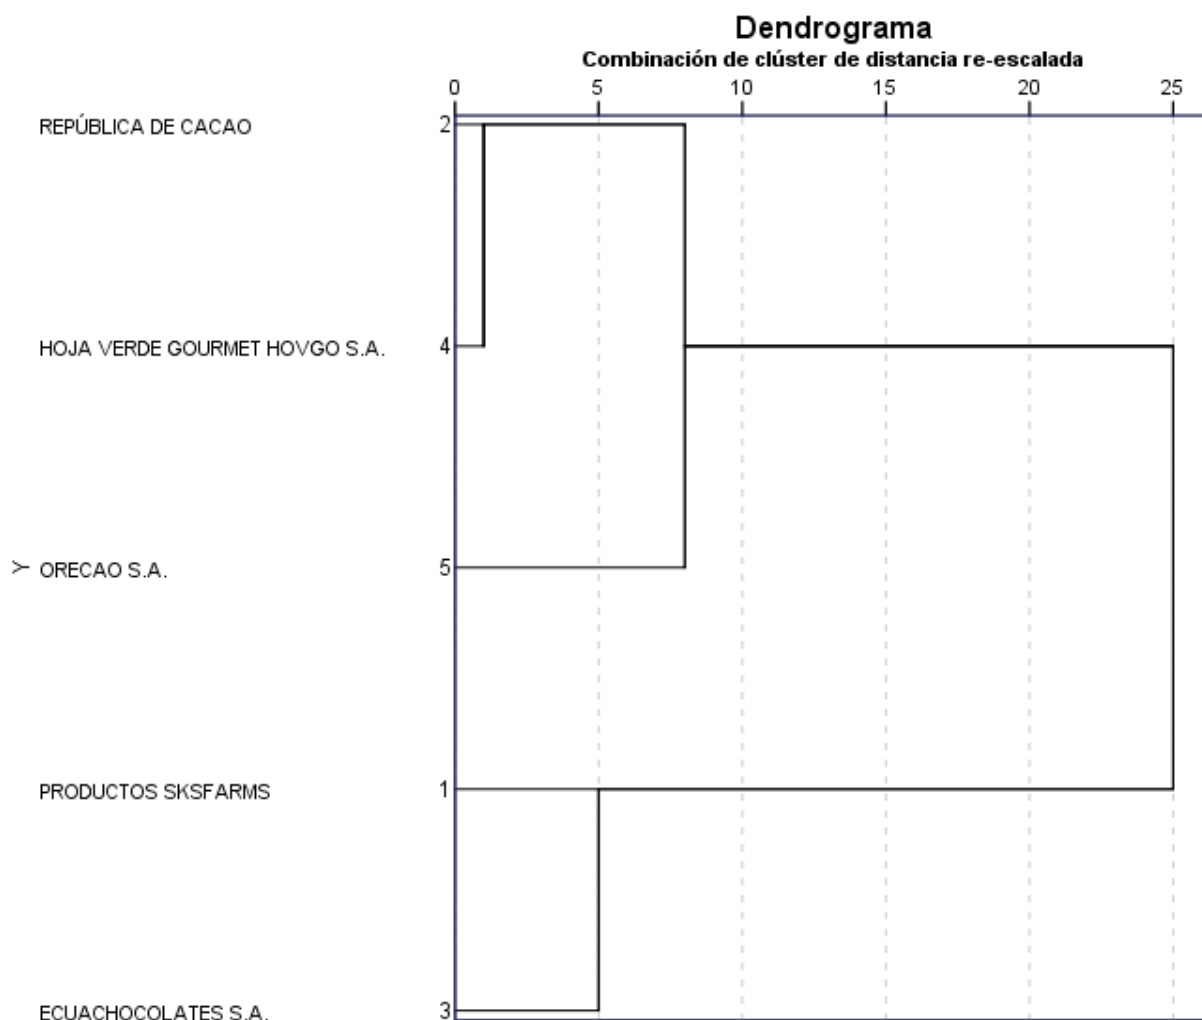 Dendrograma
Combinación de clúster de distancia re-escalada
0 5 10 15 20 25
REPÚBLICA DE CACAO 2
HOJA VERDE GOURMET HOVGO S.A. 4
Y ORECAO S.A. 5
PRODUCTOS SKSFARMS 1
ECUACHOCOLATES S.A. 3